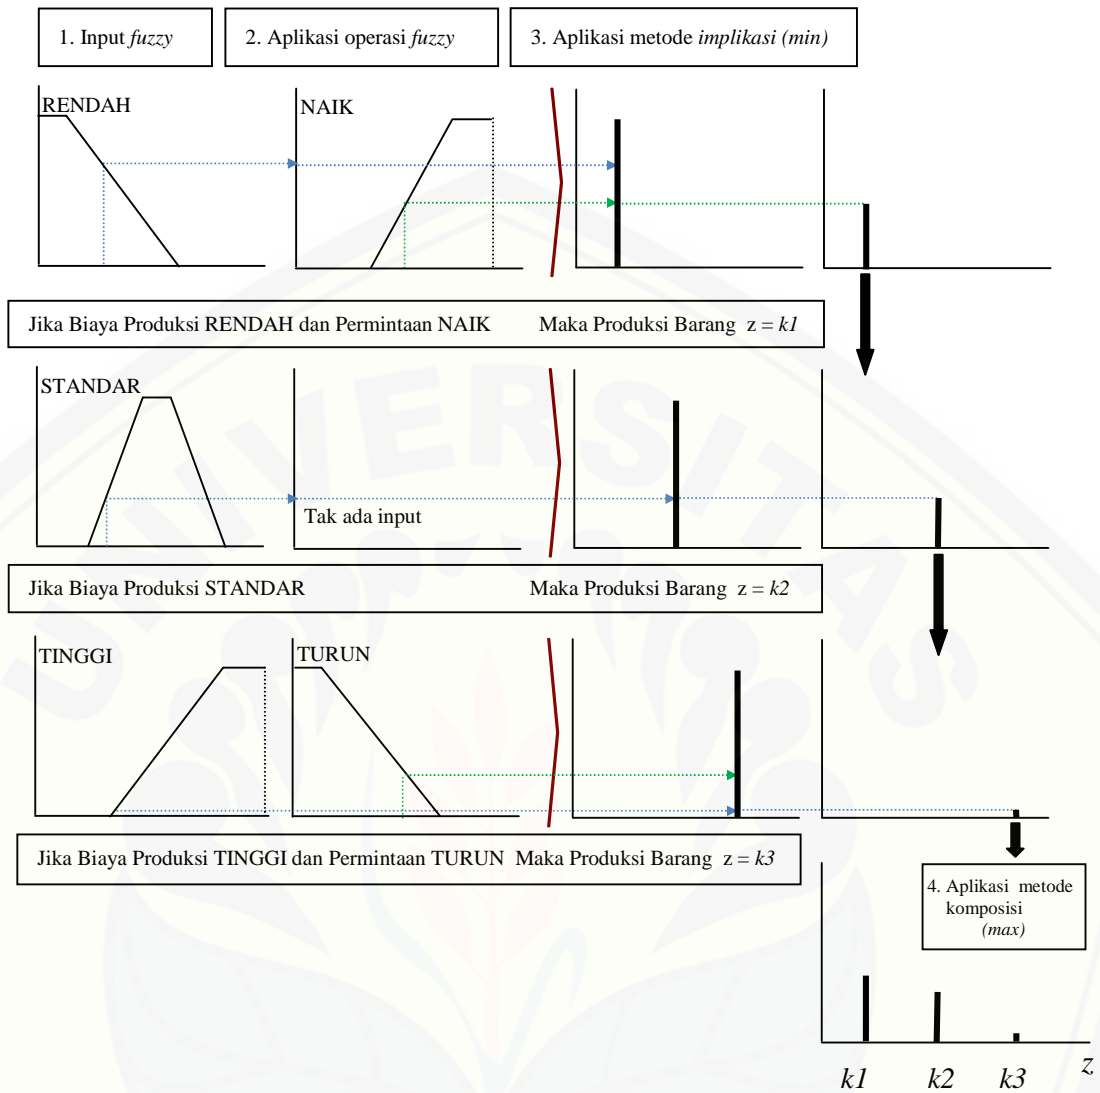 1. Input fuzzy
2. Aplikasi operasi fuzzy
3. Aplikasi metode implikasi (min)
RENDAH
NAIK
Jika Biaya Produksi RENDAH dan Permintaan NAIK Maka Produksi Barang z = k1
STANDAR
Tak ada input
Jika Biaya Produksi STANDAR Maka Produksi Barang z = k2
TINGGI
TURUN
Jika Biaya Produksi TINGGI dan Permintaan TURUN Maka Produksi Barang z = k3
4. Aplikasi metode
komposisi
(max)
z
k1 k2 k3
UNIVERSITAS